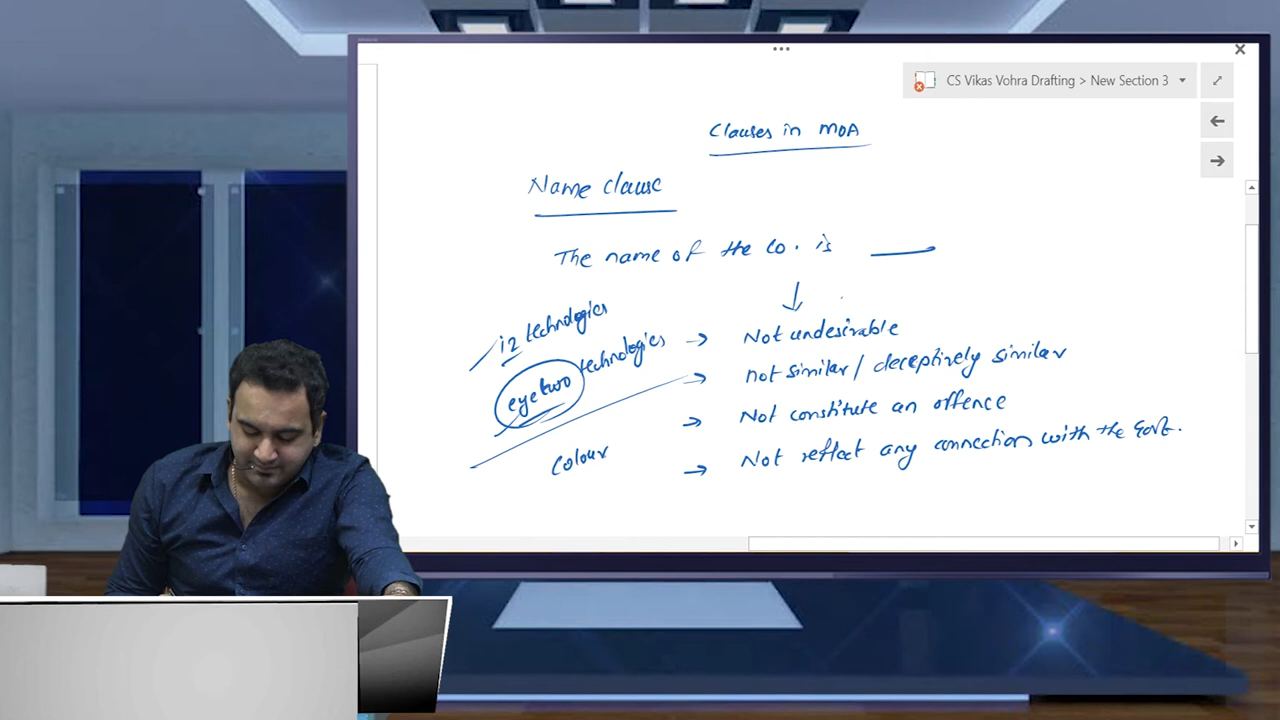 CS Vikas Vohra Drafting > New Section 3
Clauses in MOA
Name clause
The name of the Co. is
i2 technologies
eyetwo technologies
→ Not undesirable
→ not similar / deceptively similar
→ Not constitute an offence
colour
→ Not reflect any connection with the Govt.